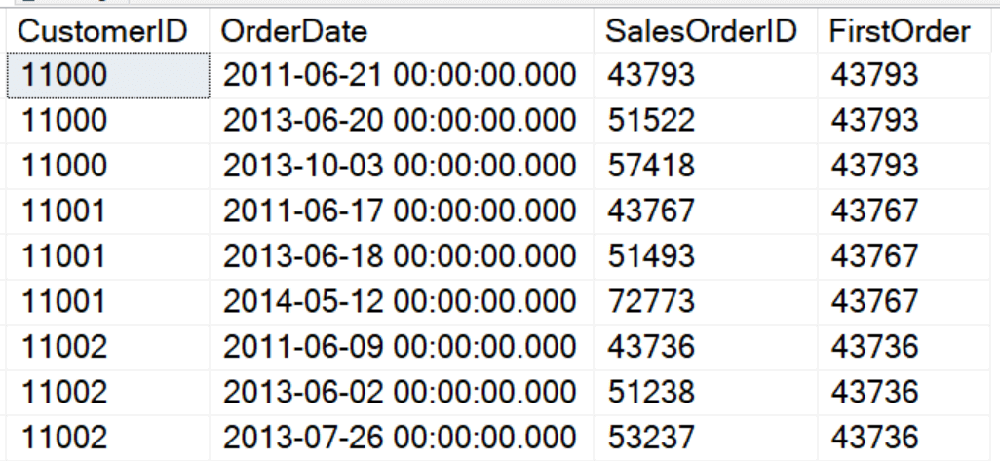 CustomerID OrderDate SalesOrderID FirstOrder
11000 2011-06-21 00:00:00.000 43793 43793
11000 2013-06-20 00:00:00.000 51522 43793
11000 2013-10-03 00:00:00.000 57418 43793
11001 2011-06-17 00:00:00.000 43767 43767
11001 2013-06-18 00:00:00.000 51493 43767
11001 2014-05-12 00:00:00.000 72773 43767
11002 2011-06-09 00:00:00.000 43736 43736
11002 2013-06-02 00:00:00.000 51238 43736
11002 2013-07-26 00:00:00.000 53237 43736